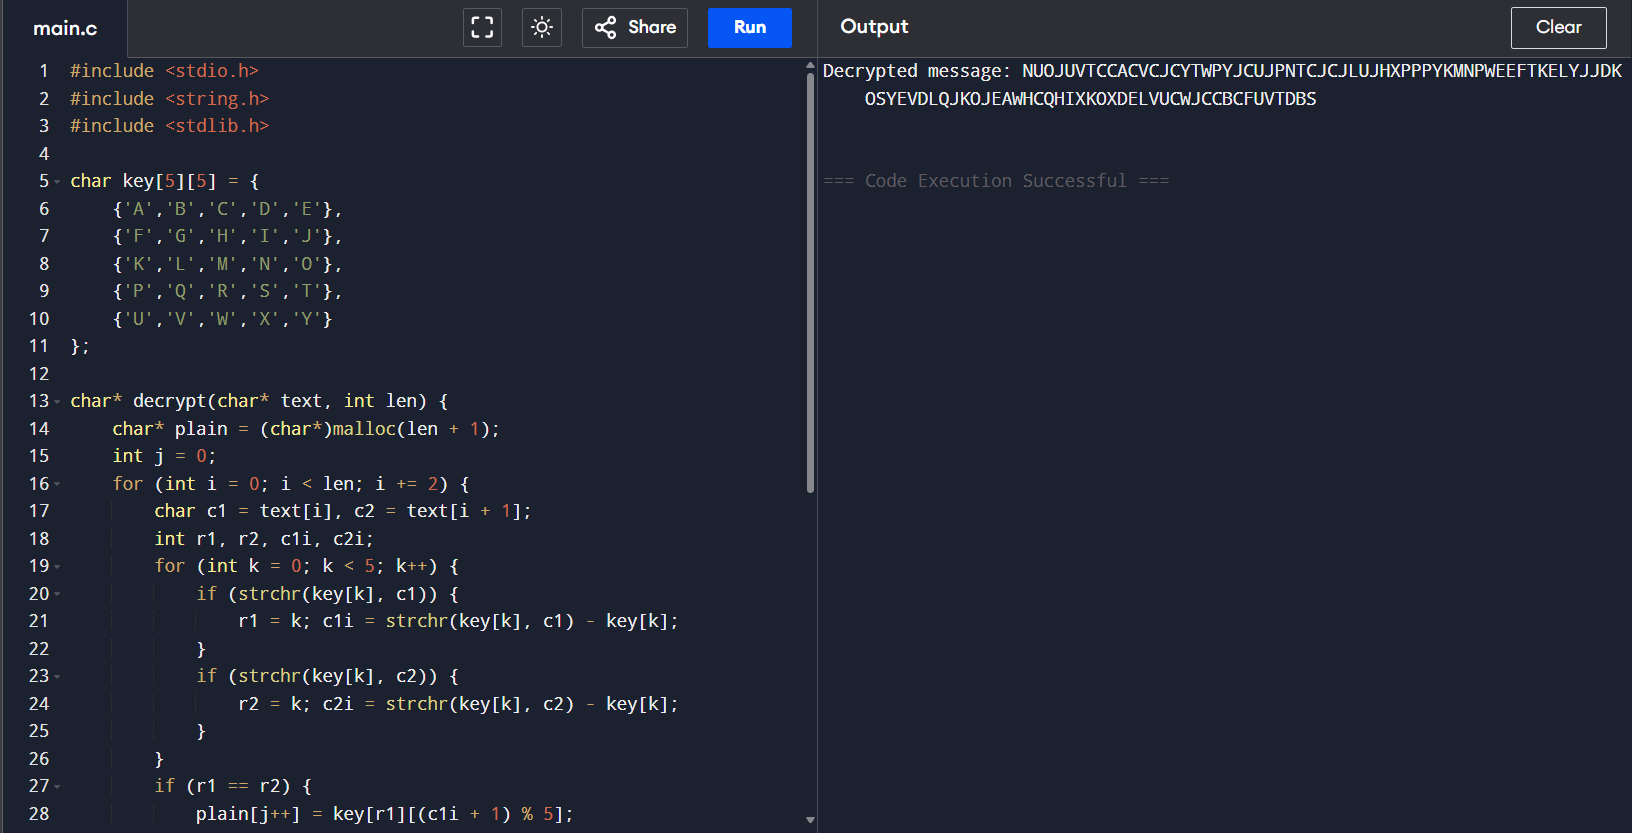 main.c
Share
Run
Output
Clear
1 #include <stdio.h>
2 #include <string.h>
3 #include <stdlib.h>
4
5 char key[5][5] = {
6     {'A','B','C','D','E'},
7     {'F','G','H','I','J'},
8     {'K','L','M','N','O'},
9     {'P','Q','R','S','T'},
10     {'U','V','W','X','Y'}
11 };
12
13 char* decrypt(char* text, int len) {
14     char* plain = (char*)malloc(len + 1);
15     int j = 0;
16     for (int i = 0; i < len; i += 2) {
17         char c1 = text[i], c2 = text[i + 1];
18         int r1, r2, c1i, c2i;
19         for (int k = 0; k < 5; k++) {
20             if (strchr(key[k], c1)) {
21                 r1 = k; c1i = strchr(key[k], c1) - key[k];
22             }
23             if (strchr(key[k], c2)) {
24                 r2 = k; c2i = strchr(key[k], c2) - key[k];
25             }
26         }
27         if (r1 == r2) {
28             plain[j++] = key[r1][(c1i + 1) % 5];
Decrypted message: NUOJUVTCCACVCJCYTWPYJCUJPNTCJCJLUJHXPPPYKMNPWEEFTKELYJJDK
OSYEVDLQJKOJEAWHCQHIXKOXDELVUCWJCCBCFUVTDBS
=== Code Execution Successful ===